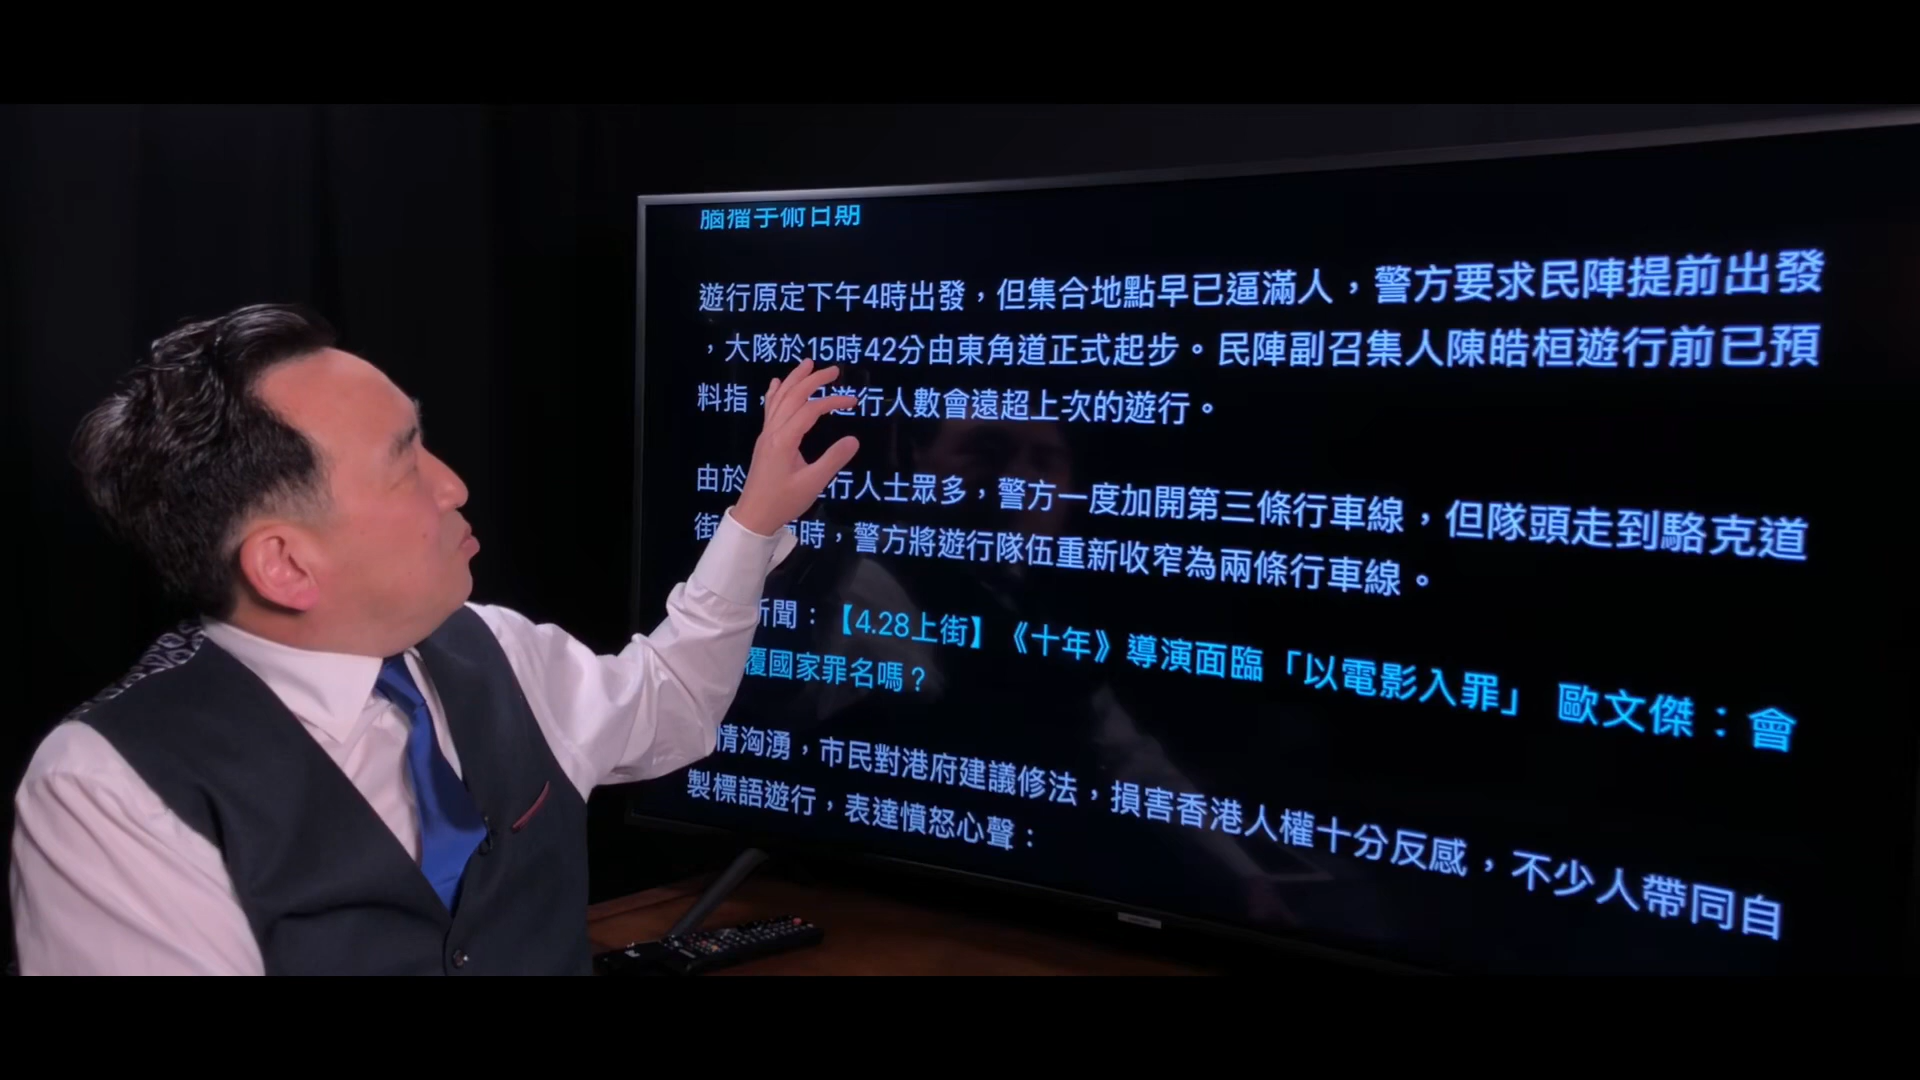 腦瘤手術日期
遊行原定下午4時出發，但集合地點早已逼滿人，警方要求民陣提前出發
，大隊於15時42分由東角道正式起步。民陣副召集人陳皓桓遊行前已預
料指，遊行人數會遠超上次的遊行。
由於行人士眾多，警方一度加開第三條行車線，但隊頭走到駱克道
街時，警方將遊行隊伍重新收窄為兩條行車線。
新聞：【4.28上街】《十年》導演面臨「以電影入罪」 歐文傑：會
覆國家罪名嗎？
情洶湧，市民對港府建議修法，損害香港人權十分反感，不少人帶同自
製標語遊行，表達憤怒心聲：